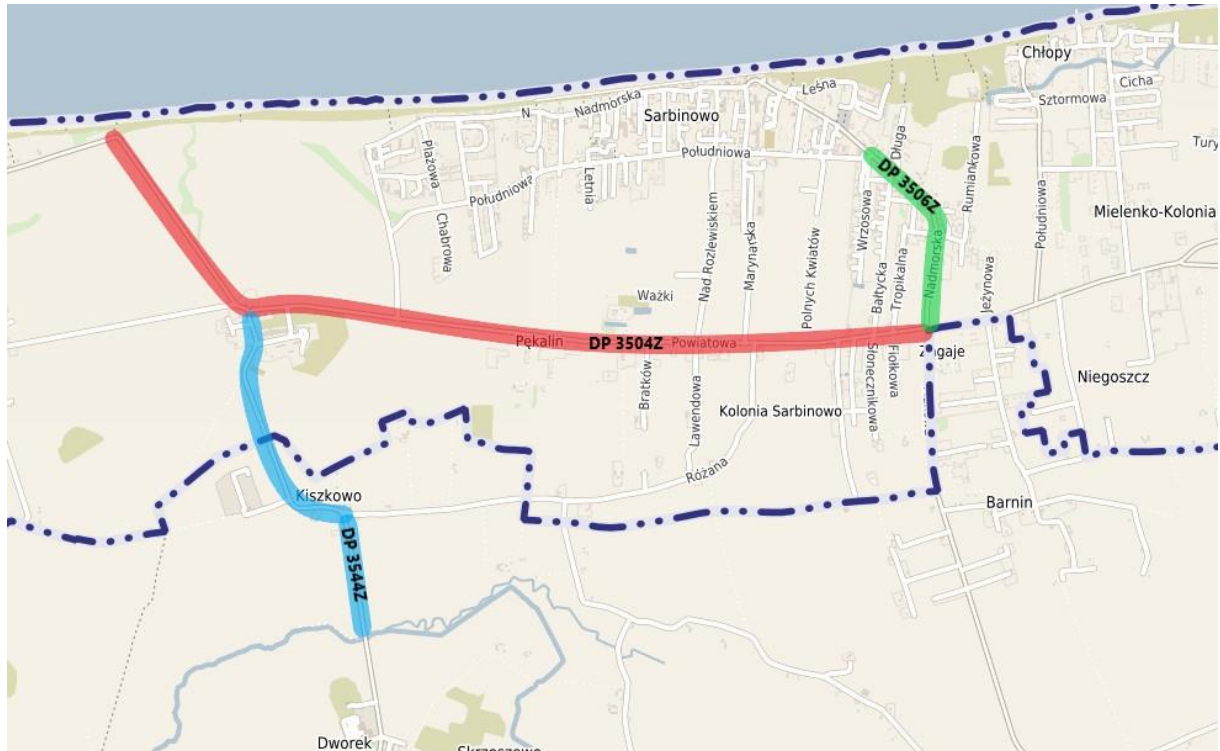 Chłopy
Cicha
Sztormowa
Leśna
Nadmorska
N
Sarbinowo
Tury
Długa
Południowa
DP 3506Z
Rumiankowa
Plażowa
Letnia
Południowa
Wrzosowa
Mielenko-Kolonia
Południowa
Chabrowa
Nad Rozlewiskiem
Marynarska
Bałtycka
Tropikalna
Nadmorska
Polnych Kwiatów
Jeżynowa
Ważki
Pękalin
DP 3504Z
Powiatowa
Niegoszcz
Bratków
Lawendowa
Słonecznikowa
Fiołkowa
Kolonia Sarbinowo
Różana
Kiszkowo
Barnin
DP 3544Z
Dworek